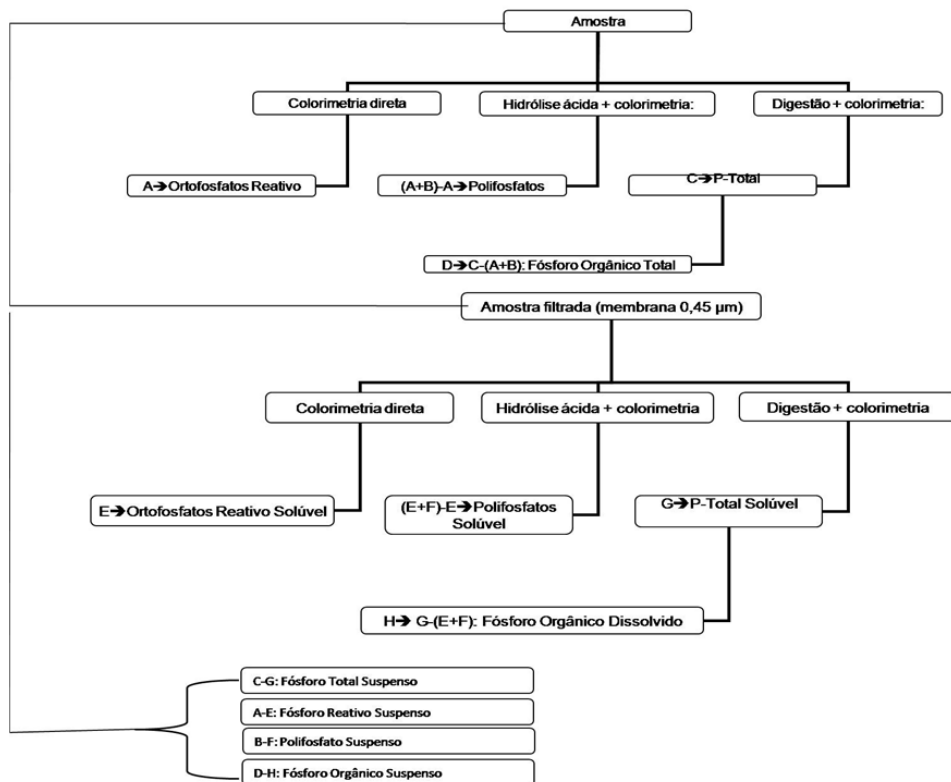 Amostra
Colorimetria direta
Hidrólise ácida + colorimetria:
Digestão + colorimetria:
A➔Ortofosfatos Reativo
(A+B)-A➔Polifosfatos
C➔P-Total
D➔C-(A+B): Fósforo Orgânico Total
Amostra filtrada (membrana 0,45 µm)
Colorimetria direta
Hidrólise ácida + colorimetria
Digestão + colorimetria
E➔Ortofosfatos Reativo Solúvel
(E+F)-E➔Polifosfatos
Solúvel
G➔P-Total Solúvel
H➔ G-(E+F): Fósforo Orgânico Dissolvido
C-G: Fósforo Total Suspenso
A-E: Fósforo Reativo Suspenso
B-F: Polifosfato Suspenso
D-H: Fósforo Orgânico Suspenso